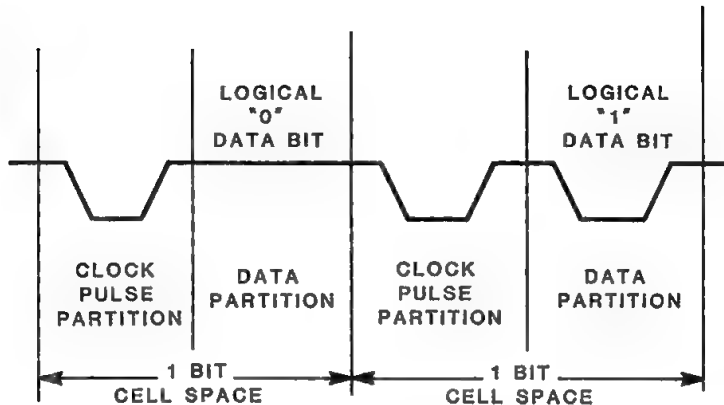 LOGICAL
"0"
DATA BIT
LOGICAL
"1"
DATA BIT
CLOCK
PULSE
PARTITION
DATA
PARTITION
CLOCK
PULSE
PARTITION
DATA
PARTITION
1 BIT
CELL SPACE
1 BIT
CELL SPACE